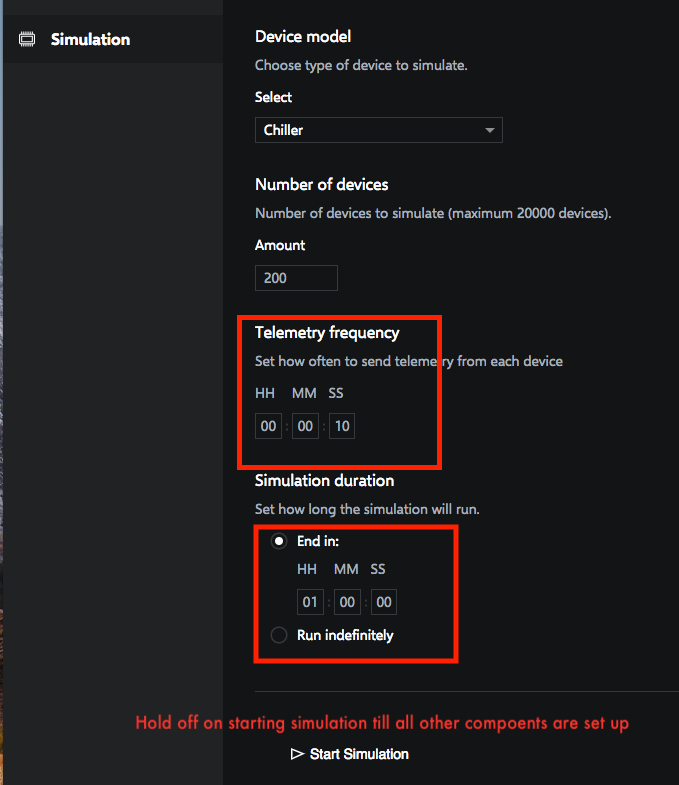 Simulation
Device model
Choose type of device to simulate.
Select
Chiller
Number of devices
Number of devices to simulate (maximum 20000 devices).
Amount
200
Telemetry frequency
Set how often to send telemetry from each device
HH MM SS
00 : 00 : 10
Simulation duration
Set how long the simulation will run.
End in:
HH MM SS
01 : 00 : 00
Run indefinitely
Hold off on starting simulation till all other compoents are set up
Start Simulation